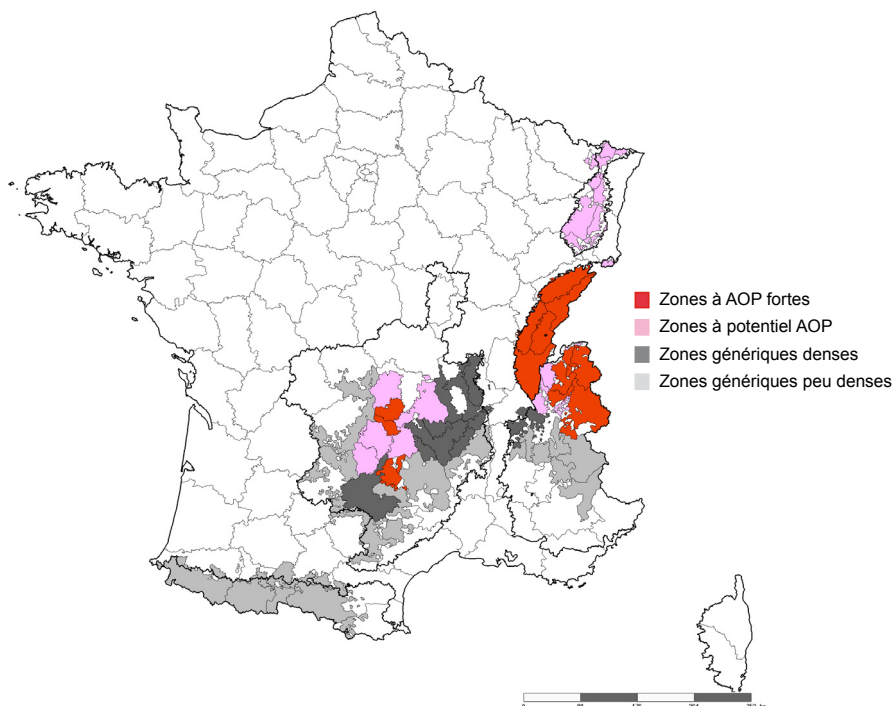 Zones à AOP fortes
Zones à potentiel AOP
Zones génériques denses
Zones génériques peu denses